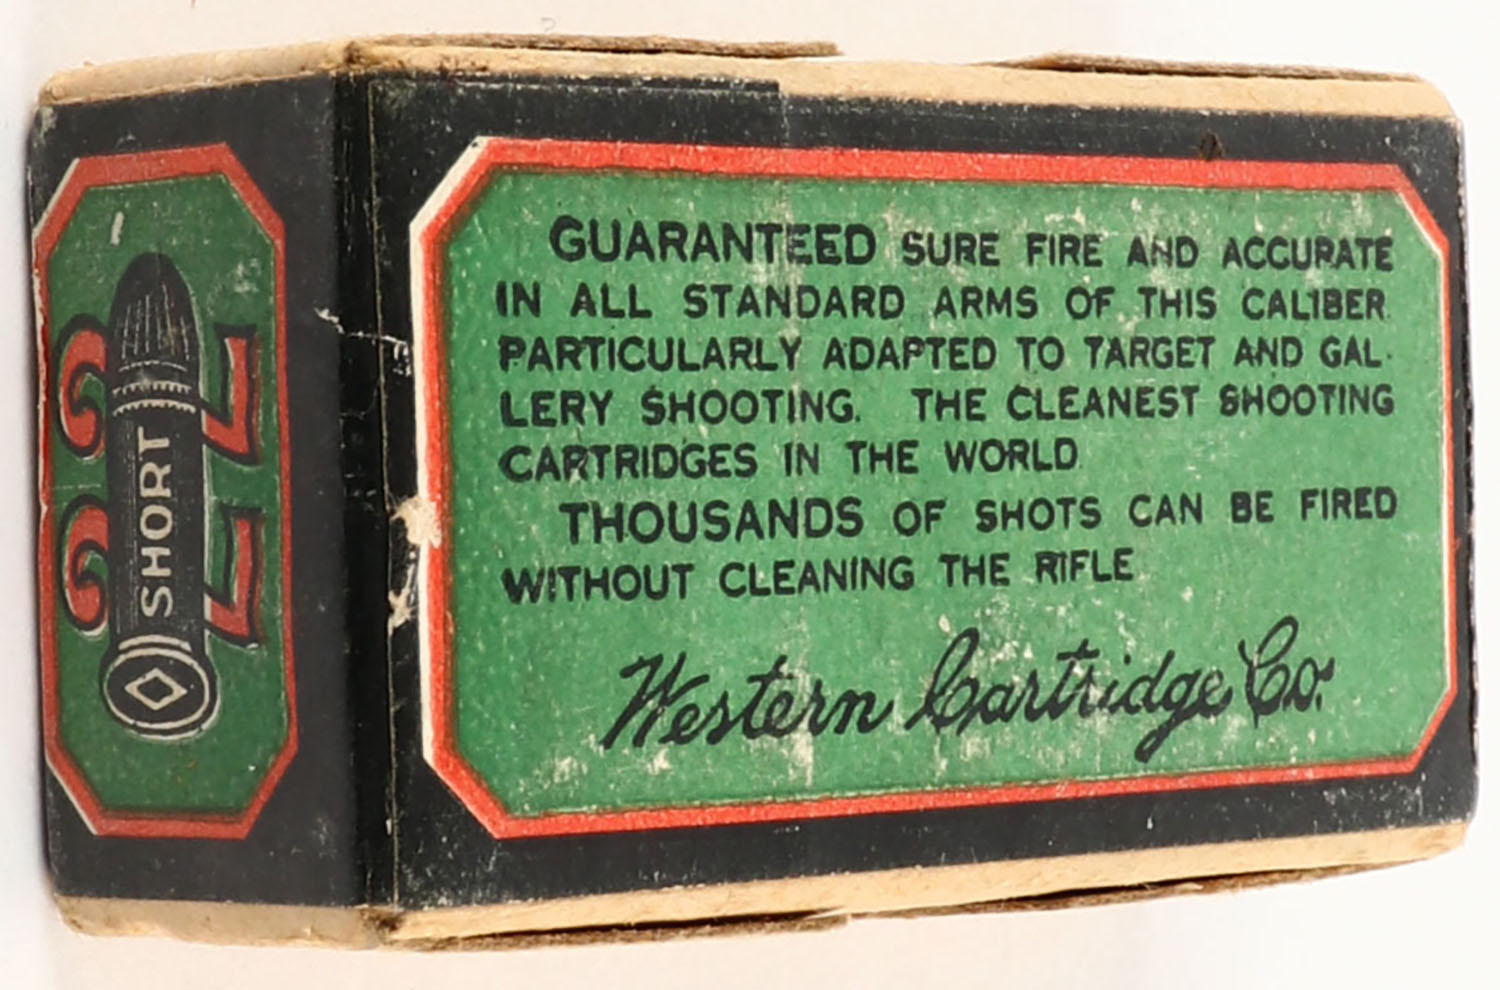 22
SHORT
GUARANTEED SURE FIRE AND ACCURATE
IN ALL STANDARD ARMS OF THIS CALIBER
PARTICULARLY ADAPTED TO TARGET AND GAL-
LERY SHOOTING. THE CLEANEST SHOOTING
CARTRIDGES IN THE WORLD
THOUSANDS OF SHOTS CAN BE FIRED
WITHOUT CLEANING THE RIFLE
Western Cartridge Co.